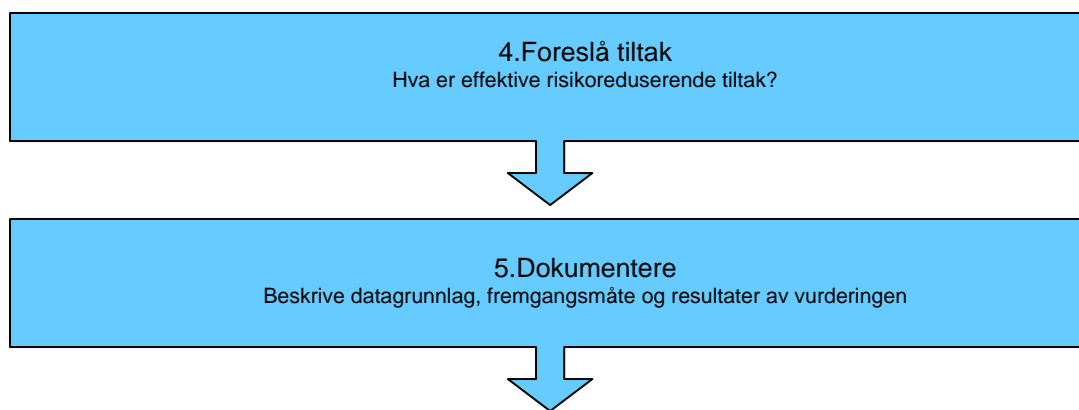 4.Foreslå tiltak
Hva er effektive risikoreduserende tiltak?
5.Dokumentere
Beskrive datagrunnlag, fremgangsmåte og resultater av vurderingen